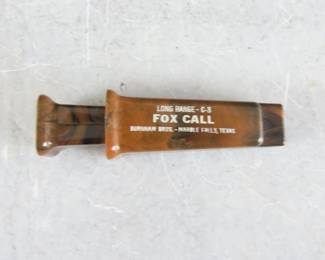 LONG RANGE - C-3
FOX CALL
BURNHAM BROS. - MARBLE FALLS, TEXAS